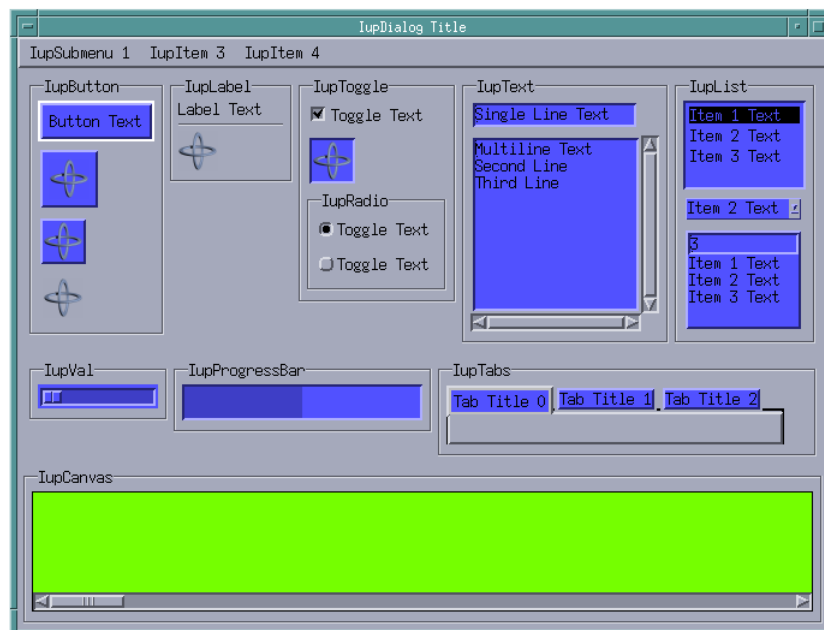 IupDialog Title
IupSubmenu 1 IupItem 3 IupItem 4
IupButton
Button Text
IupLabel
Label Text
IupToggle
Toggle Text
IupRadio
Toggle Text
Toggle Text
IupText
Single Line Text
Multiline Text
Second Line
Third Line
IupList
Item 1 Text
Item 2 Text
Item 3 Text
Item 2 Text
3
Item 1 Text
Item 2 Text
Item 3 Text
IupVal
IupProgressBar
IupTabs
Tab Title 0 Tab Title 1 Tab Title 2
IupCanvas